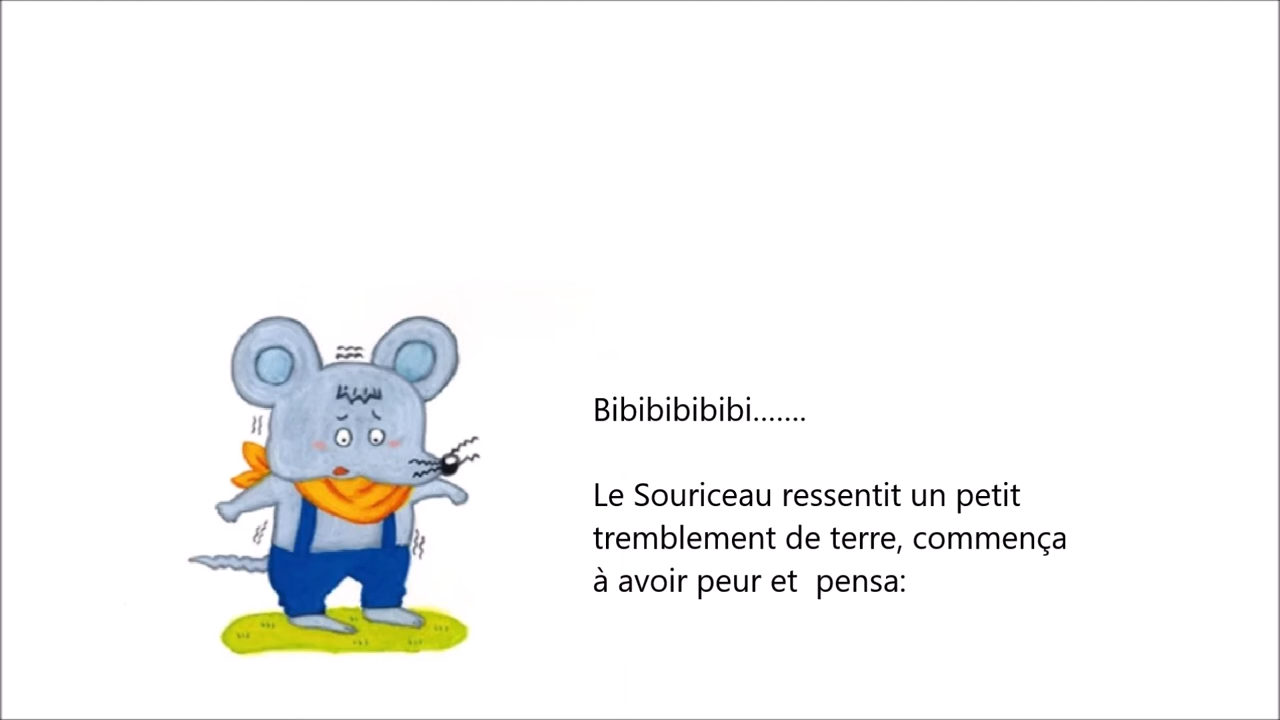 Bibibibibibi.......
Le Souriceau ressentit un petit
tremblement de terre, commença
à avoir peur et  pensa: